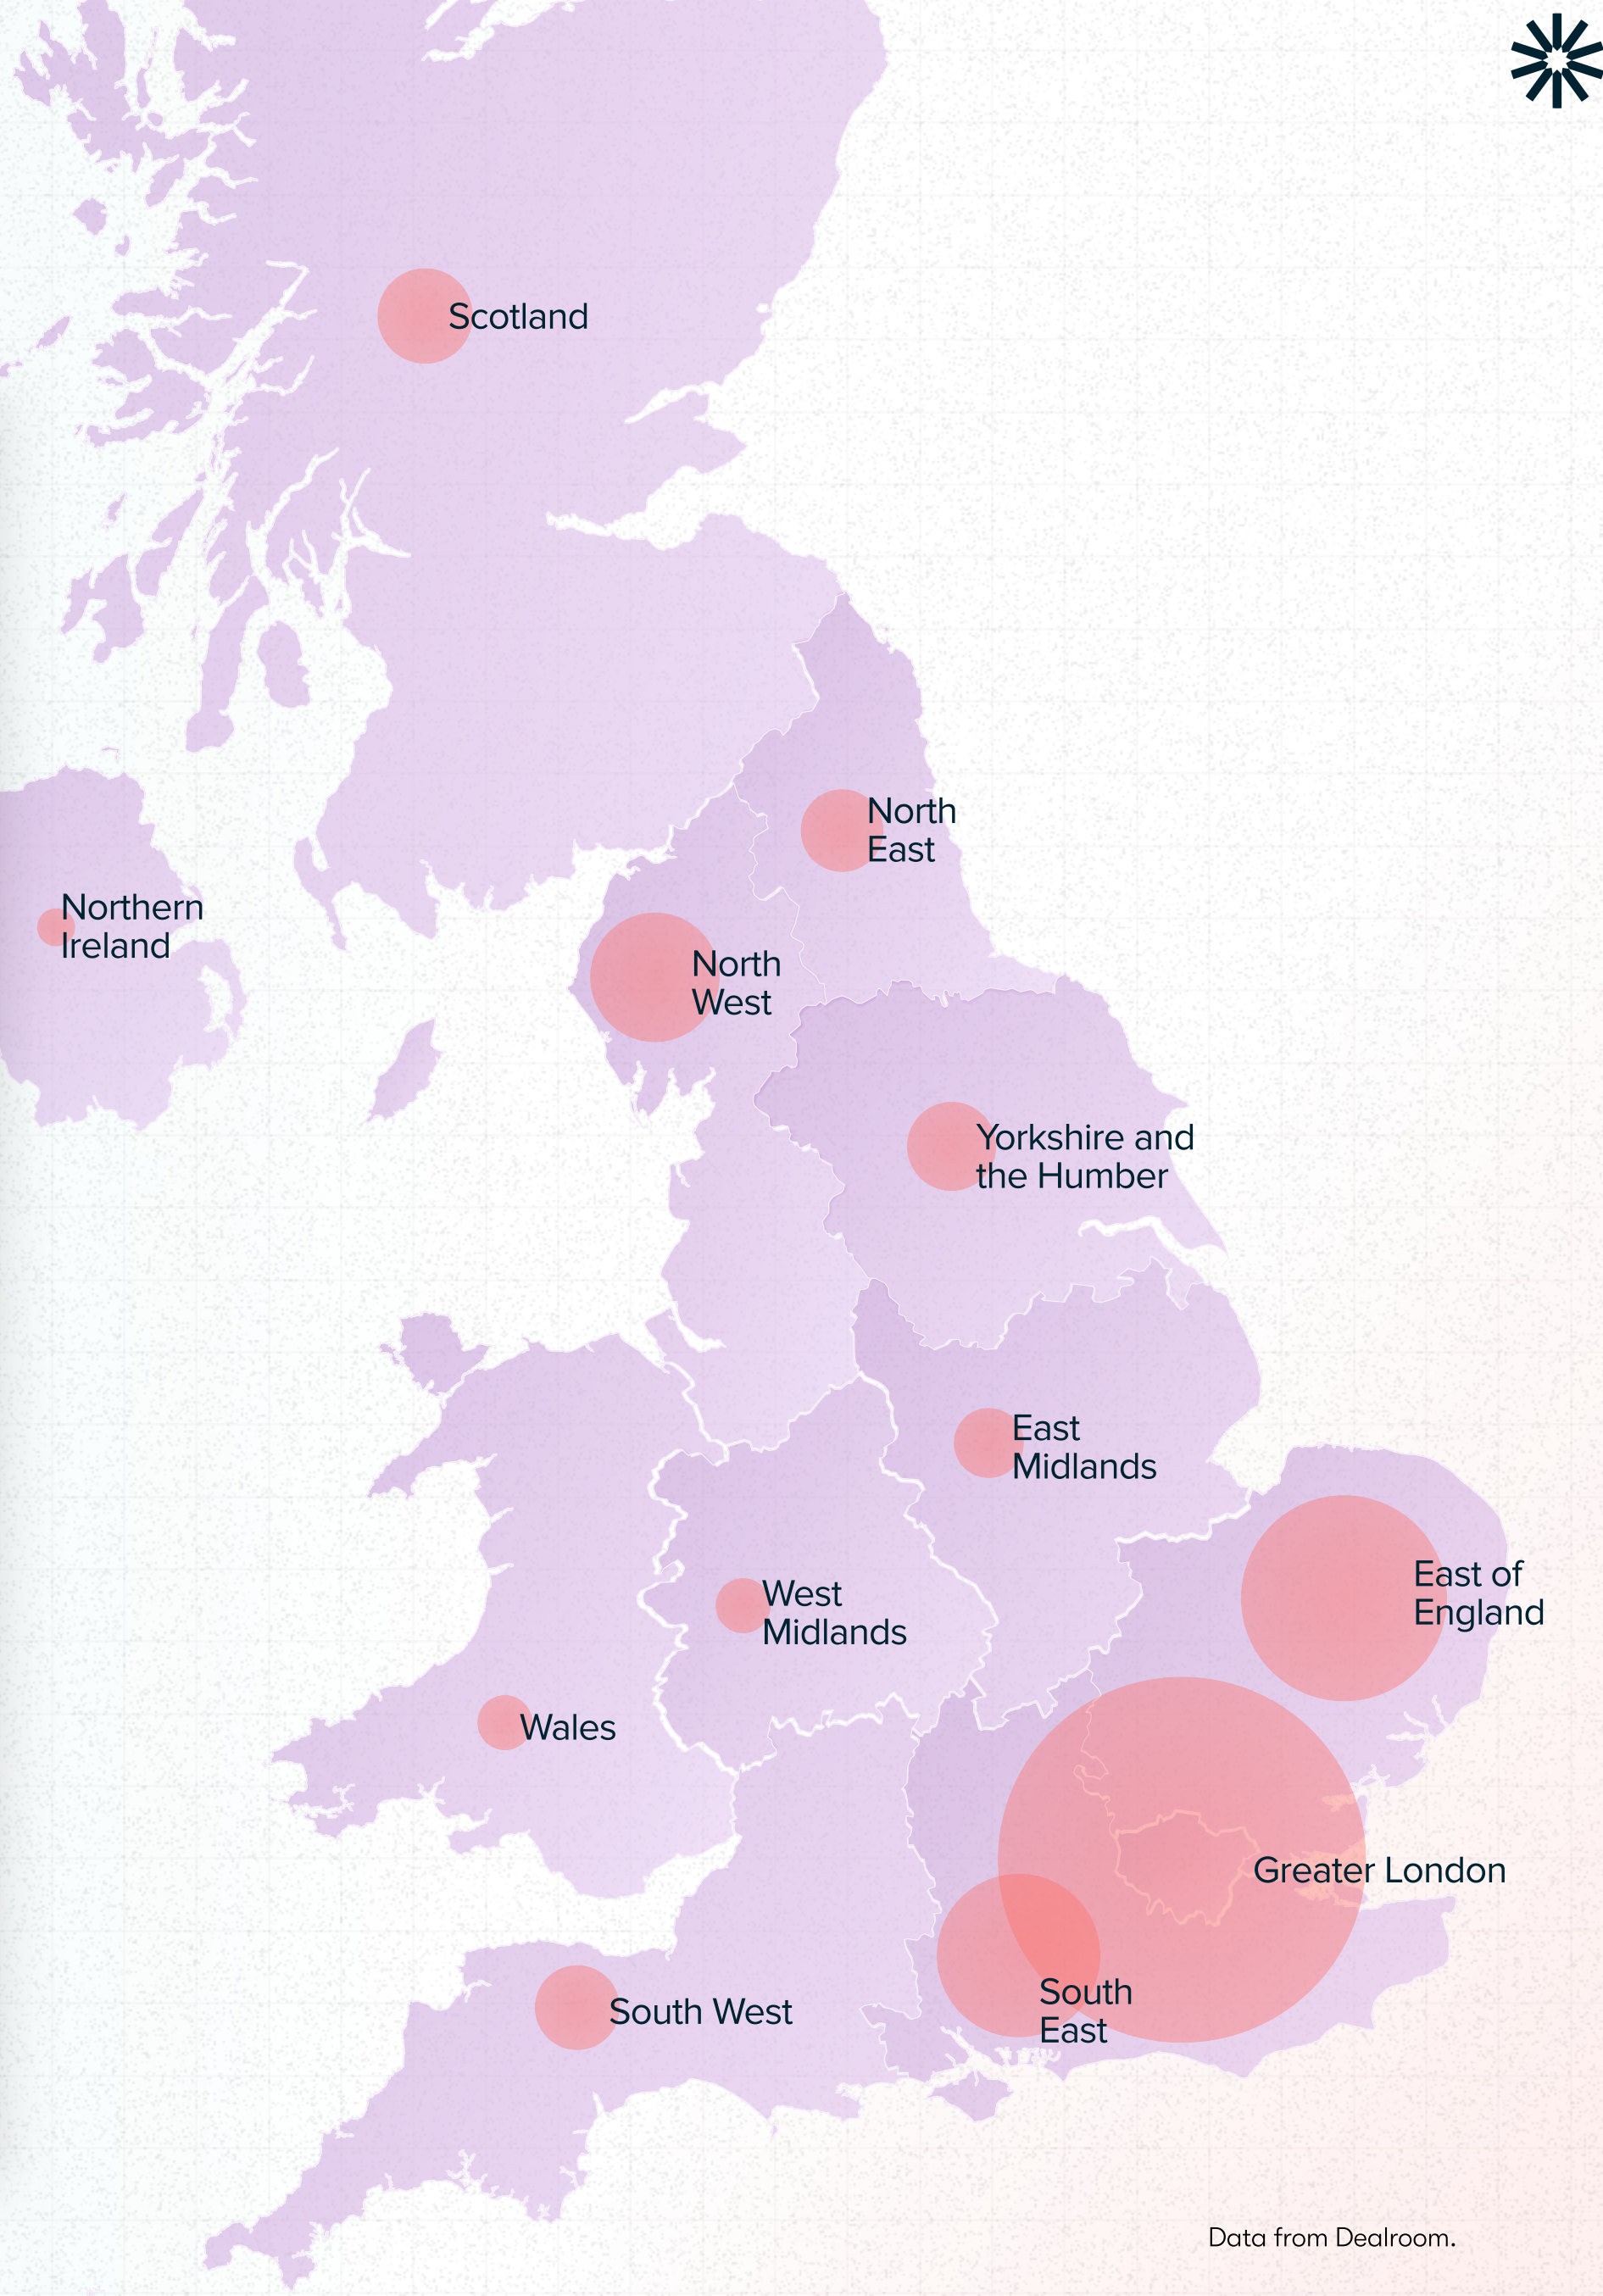 Scotland
North
East
Northern
Ireland
North
West
Yorkshire and
the Humber
East
Midlands
East of
England
West
Midlands
Wales
Greater London
South
East
South West
Data from Dealroom.